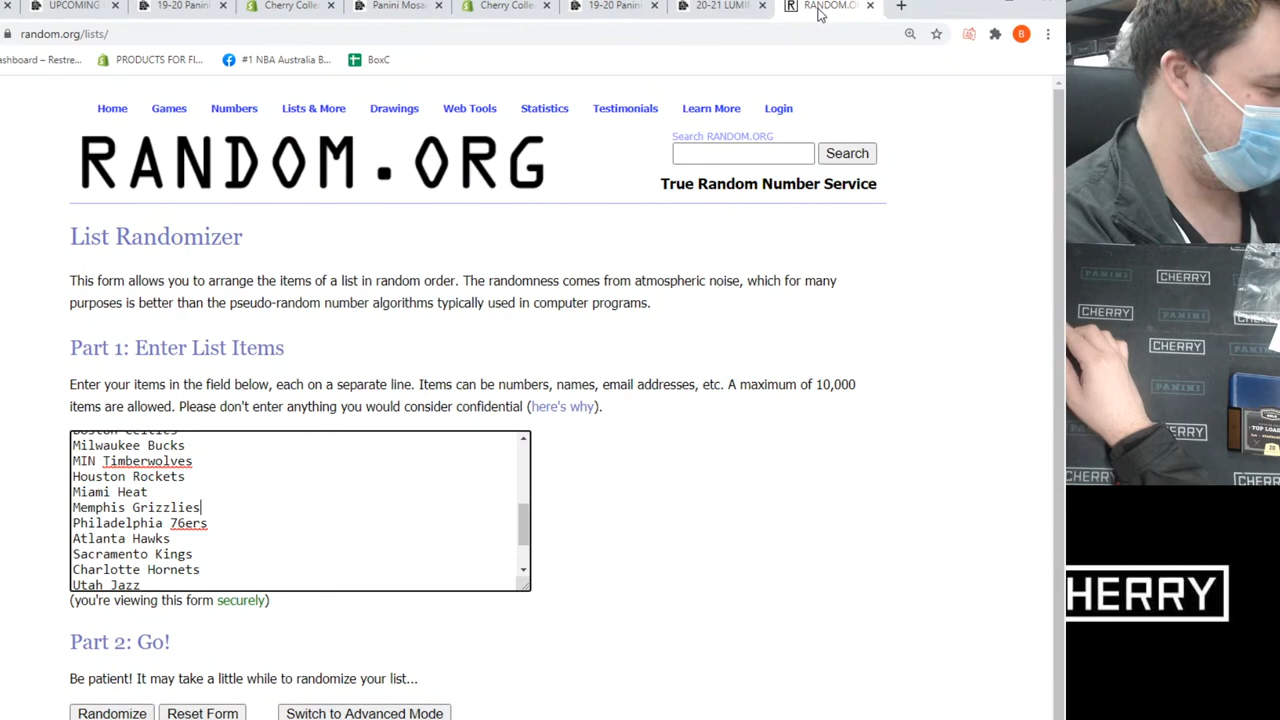 UPCOMING
19-20 Panini
Cherry Colle
Panini Mosa
Cherry Collec
19-20 Panin
20-21 LUMI
RANDOM.O
random.org/lists/
ashboard – Restre...
PRODUCTS FOR FI...
#1 NBA Australia B...
BoxC
B
Home
Games
Numbers
Lists & More
Drawings
Web Tools
Statistics
Testimonials
Learn More
Login
RANDOM.ORG
Search RANDOM.ORG
Search
True Random Number Service
List Randomizer
This form allows you to arrange the items of a list in random order. The randomness comes from atmospheric noise, which for many
purposes is better than the pseudo-random number algorithms typically used in computer programs.
Part 1: Enter List Items
Enter your items in the field below, each on a separate line. Items can be numbers, names, email addresses, etc. A maximum of 10,000
items are allowed. Please don't enter anything you would consider confidential (here's why).
Boston Celtics
Milwaukee Bucks
MIN Timberwolves
Houston Rockets
Miami Heat
Memphis Grizzlies
Philadelphia 76ers
Atlanta Hawks
Sacramento Kings
Charlotte Hornets
Utah Jazz
(you're viewing this form securely)
Part 2: Go!
Be patient! It may take a little while to randomize your list...
Randomize
Reset Form
Switch to Advanced Mode
PANINI
CHERRY
CHERRY
PANINI
CHERRY
PANINI
CHERRY
CHERRY
TOP LOAD
CHERRY